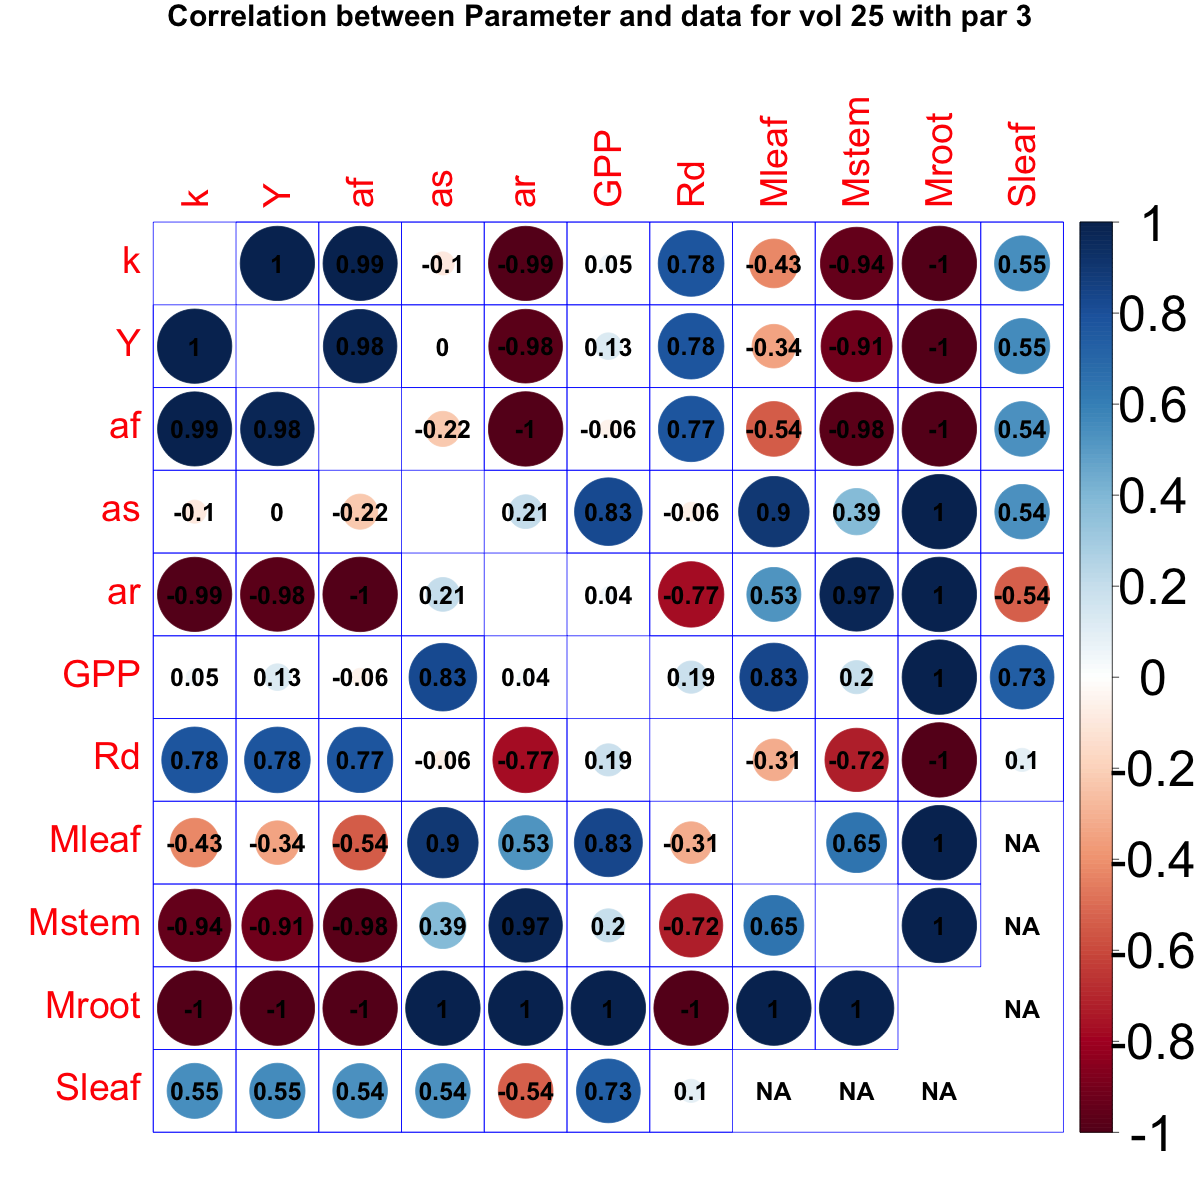 Correlation between Parameter and data for vol 25 with par 3
k Y af as ar GPP Rd Mleaf Mstem Mroot Sleaf
k 1 0.99 -0.1 -0.99 0.05 0.78 -0.43 -0.94 -1 0.55
Y 1 0.98 0 -0.98 0.13 0.78 -0.34 -0.91 -1 0.55
af 0.99 0.98 -0.22 -1 -0.06 0.77 -0.54 -0.98 -1 0.54
as -0.1 0 -0.22 0.21 0.83 -0.06 0.9 0.39 1 0.54
ar -0.99 -0.98 -1 0.21 0.04 -0.77 0.53 0.97 1 -0.54
GPP 0.05 0.13 -0.06 0.83 0.04 0.19 0.83 0.2 1 0.73
Rd 0.78 0.78 0.77 -0.06 -0.77 0.19 -0.31 -0.72 -1 0.1
Mleaf -0.43 -0.34 -0.54 0.9 0.53 0.83 -0.31 0.65 1 NA
Mstem -0.94 -0.91 -0.98 0.39 0.97 0.2 -0.72 0.65 1 NA
Mroot -1 -1 -1 1 1 1 -1 1 1 NA
Sleaf 0.55 0.55 0.54 0.54 -0.54 0.73 0.1 NA NA NA
1
0.8
0.6
0.4
0.2
0
-0.2
-0.4
-0.6
-0.8
-1